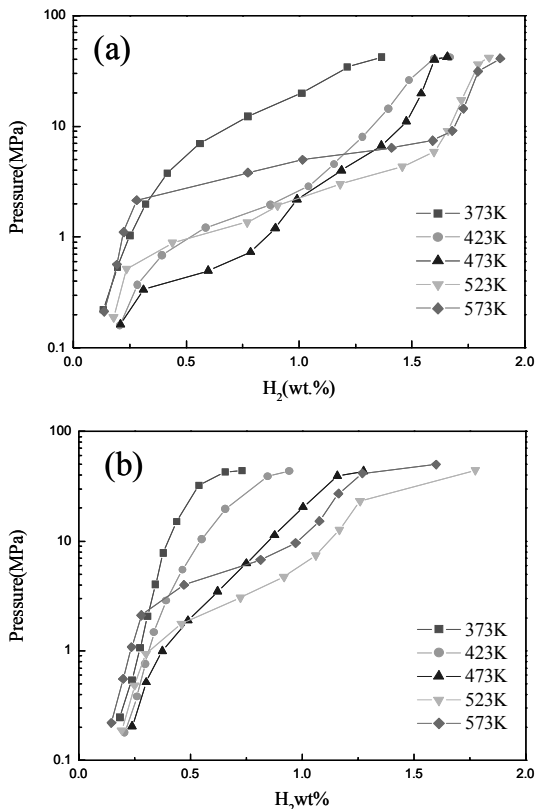 (a)
100
10
1
0.1
Pressure(MPa)
373K
423K
473K
523K
573K
0.0 0.5 1.0 1.5 2.0
H₂(wt.%)
(b)
100
10
1
0.1
Pressure(MPa)
373K
423K
473K
523K
573K
0.0 0.5 1.0 1.5 2.0
H₂wt%